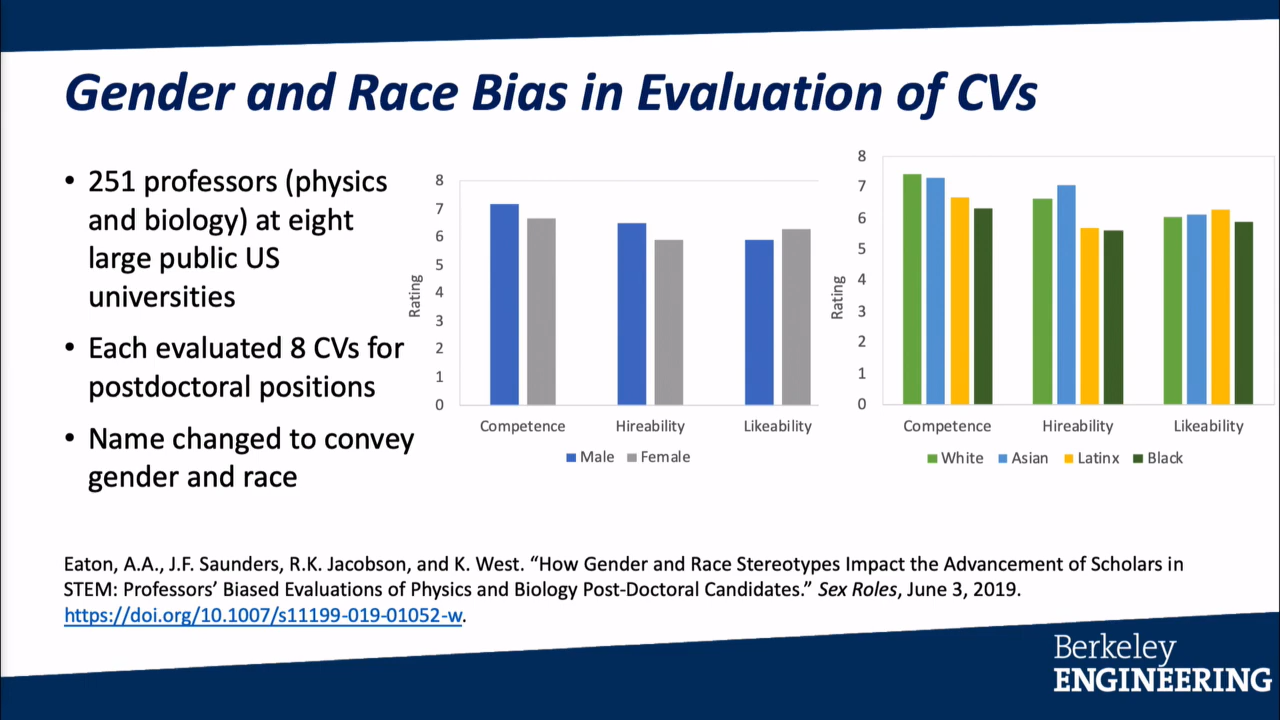 Gender and Race Bias in Evaluation of CVs
• 251 professors (physics
and biology) at eight
large public US
universities
• Each evaluated 8 CVs for
postdoctoral positions
• Name changed to convey
gender and race
8
7
6
5
4
3
2
1
0
Rating
Competence Hireability Likeability
Male Female
8
7
6
5
4
3
2
1
0
Rating
Competence Hireability Likeability
White Asian Latinx Black
Eaton, A.A., J.F. Saunders, R.K. Jacobson, and K. West. “How Gender and Race Stereotypes Impact the Advancement of Scholars in
STEM: Professors’ Biased Evaluations of Physics and Biology Post-Doctoral Candidates.” Sex Roles, June 3, 2019.
https://doi.org/10.1007/s11199-019-01052-w.
Berkeley
ENGINEERING